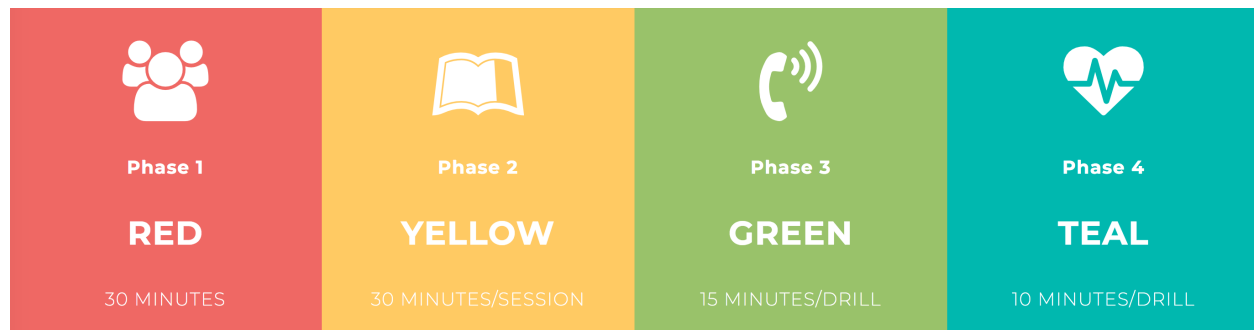 Phase 1
RED
30 MINUTES
Phase 2
YELLOW
30 MINUTES/SESSION
Phase 3
GREEN
15 MINUTES/DRILL
Phase 4
TEAL
10 MINUTES/DRILL